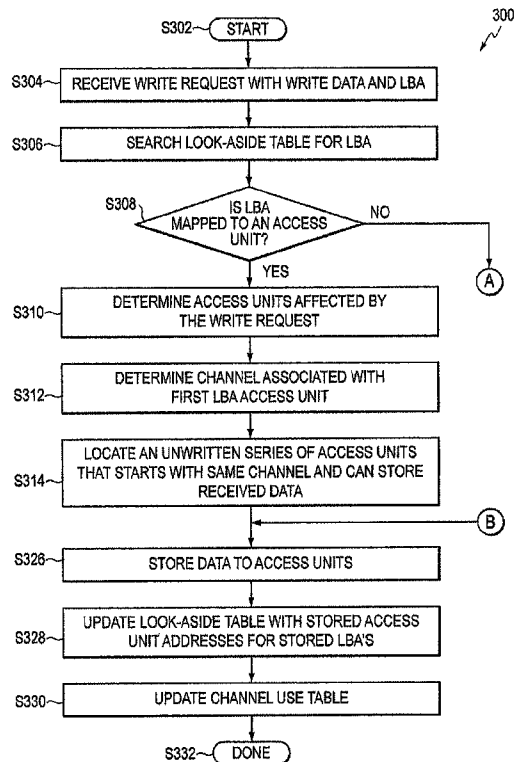 300
S302 START
S304 RECEIVE WRITE REQUEST WITH WRITE DATA AND LBA
S306 SEARCH LOOK-ASIDE TABLE FOR LBA
S308 IS LBA
MAPPED TO AN ACCESS
UNIT?
NO
A
YES
S310 DETERMINE ACCESS UNITS AFFECTED BY
THE WRITE REQUEST
S312 DETERMINE CHANNEL ASSOCIATED WITH
FIRST LBA ACCESS UNIT
S314 LOCATE AN UNWRITTEN SERIES OF ACCESS UNITS
THAT STARTS WITH SAME CHANNEL AND CAN STORE
RECEIVED DATA
B
S326 STORE DATA TO ACCESS UNITS
S328 UPDATE LOOK-ASIDE TABLE WITH STORED ACCESS
UNIT ADDRESSES FOR STORED LBA'S
S330 UPDATE CHANNEL USE TABLE
S332 DONE